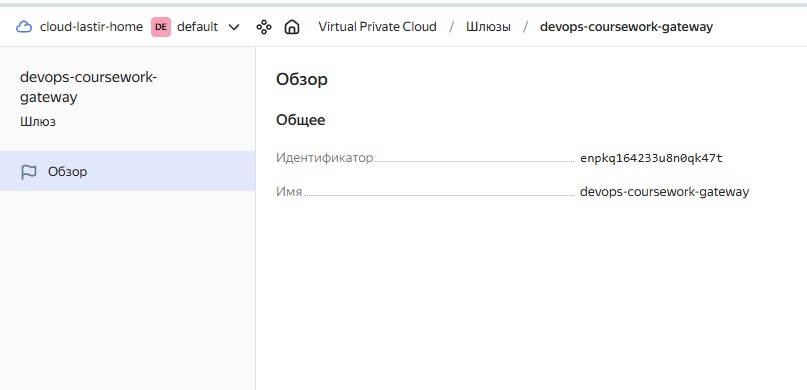 cloud-lastir-home DE default Virtual Private Cloud / Шлюзы / devops-coursework-gateway
devops-coursework-
gateway
Шлюз
Обзор
Обзор
Общее
Идентификатор enpkq164233u8n0qk47t
Имя devops-coursework-gateway